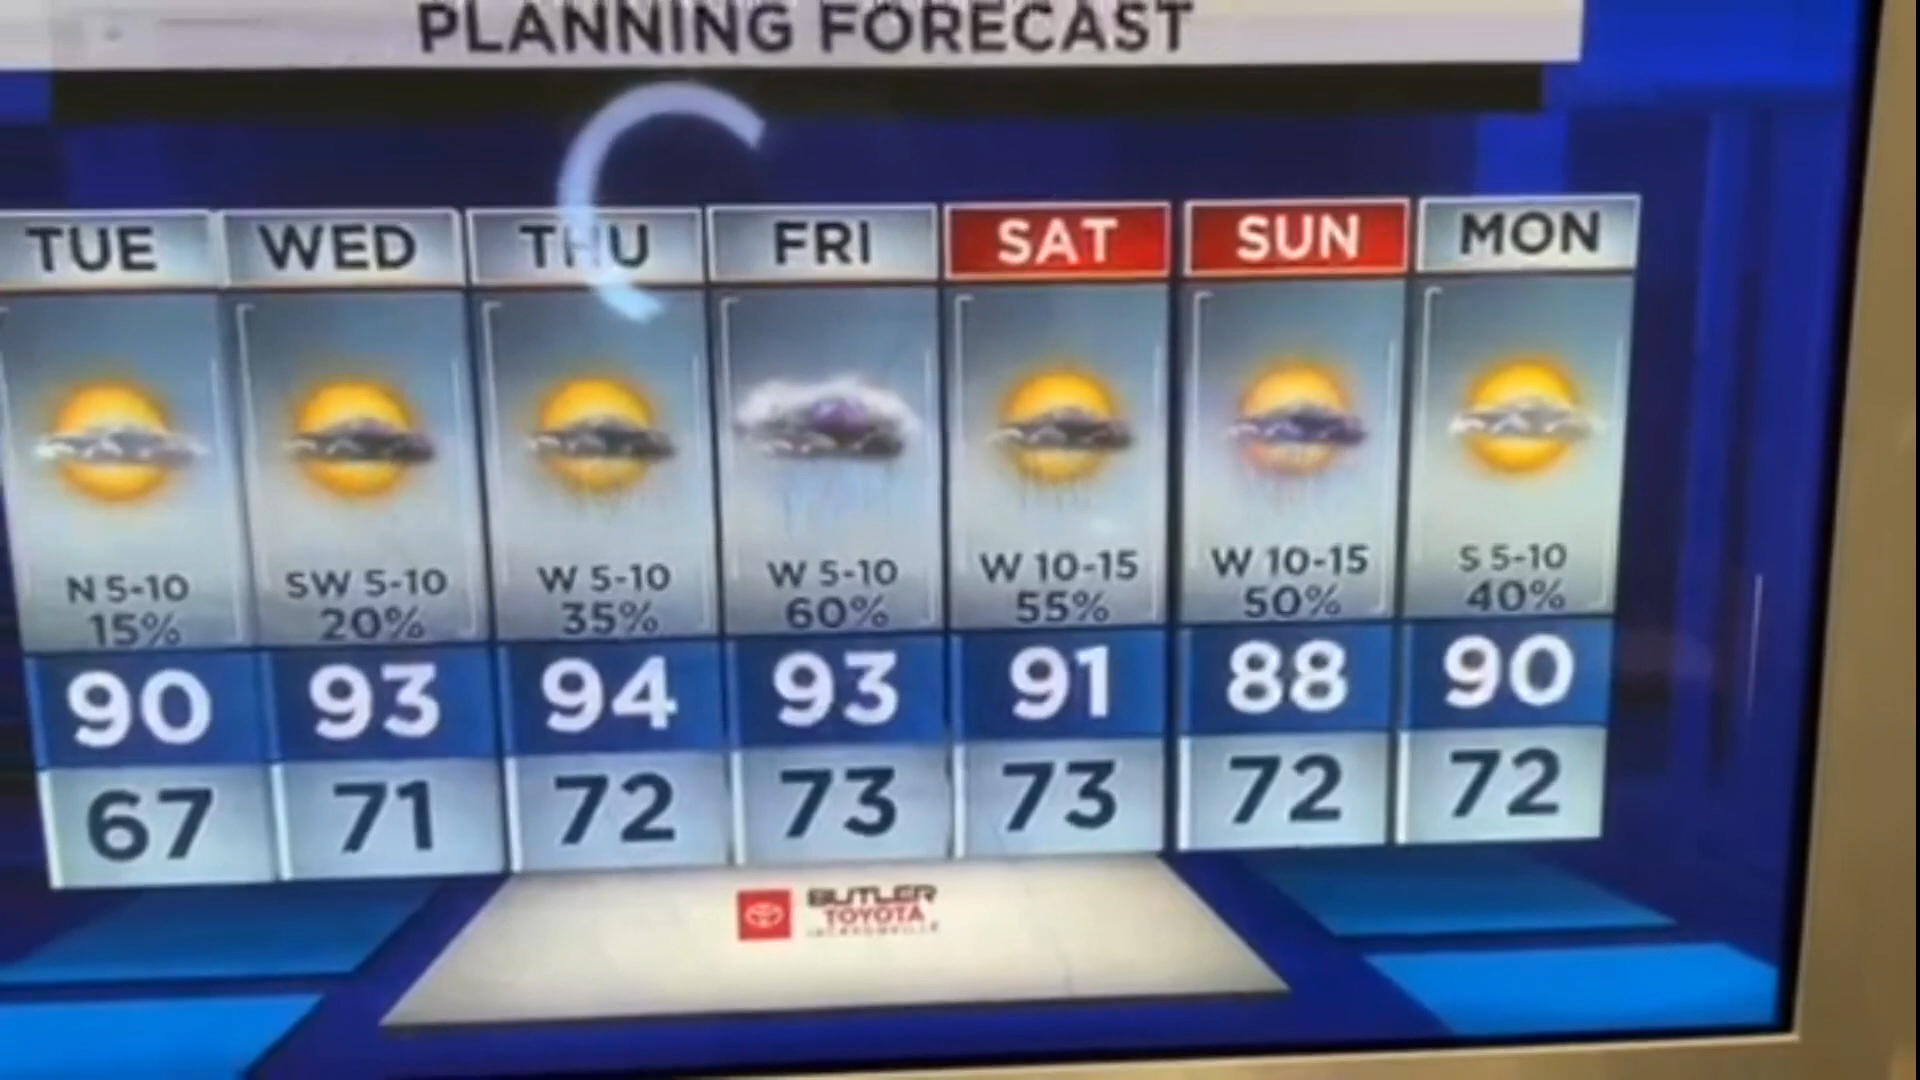 PLANNING FORECAST
TUE WED THU FRI SAT SUN MON
N 5-10 SW 5-10 W 5-10 W 5-10 W 10-15 W 10-15 S 5-10
15% 20% 35% 60% 55% 50% 40%
90 93 94 93 91 88 90
67 71 72 73 73 72 72
BUTLER
TOYOTA
JACKSONVILLE